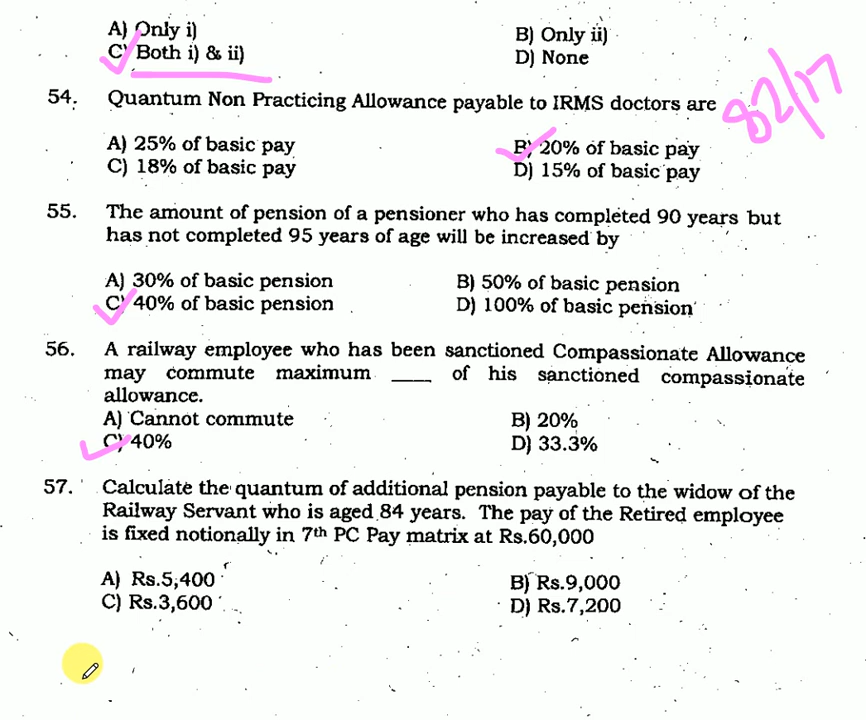 A) Only i) B) Only ii)
C) Both i) & ii) D) None
82/17
54. Quantum Non Practicing Allowance payable to IRMS doctors are
A) 25% of basic pay B) 20% of basic pay
C) 18% of basic pay D) 15% of basic pay
55. The amount of pension of a pensioner who has completed 90 years but
has not completed 95 years of age will be increased by
A) 30% of basic pension B) 50% of basic pension
C) 40% of basic pension D) 100% of basic pension
56. A railway employee who has been sanctioned Compassionate Allowance
may commute maximum ____ of his sanctioned compassionate
allowance.
A) Cannot commute B) 20%
C) 40% D) 33.3%
57. Calculate the quantum of additional pension payable to the widow of the
Railway Servant who is aged 84 years. The pay of the Retired employee
is fixed notionally in 7th PC Pay matrix at Rs.60,000
A) Rs.5,400 B) Rs.9,000
C) Rs.3,600 D) Rs.7,200